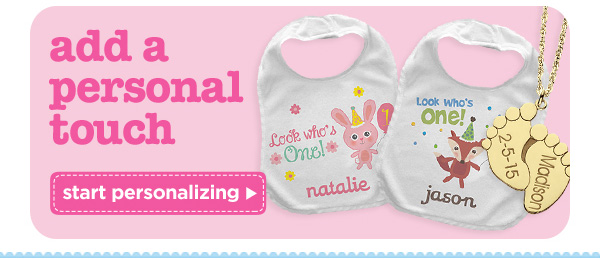 add a
personal
touch
start personalizing
Look who's
One!
1
natalie
Look who's
One!
jason
2-5-15
Madison